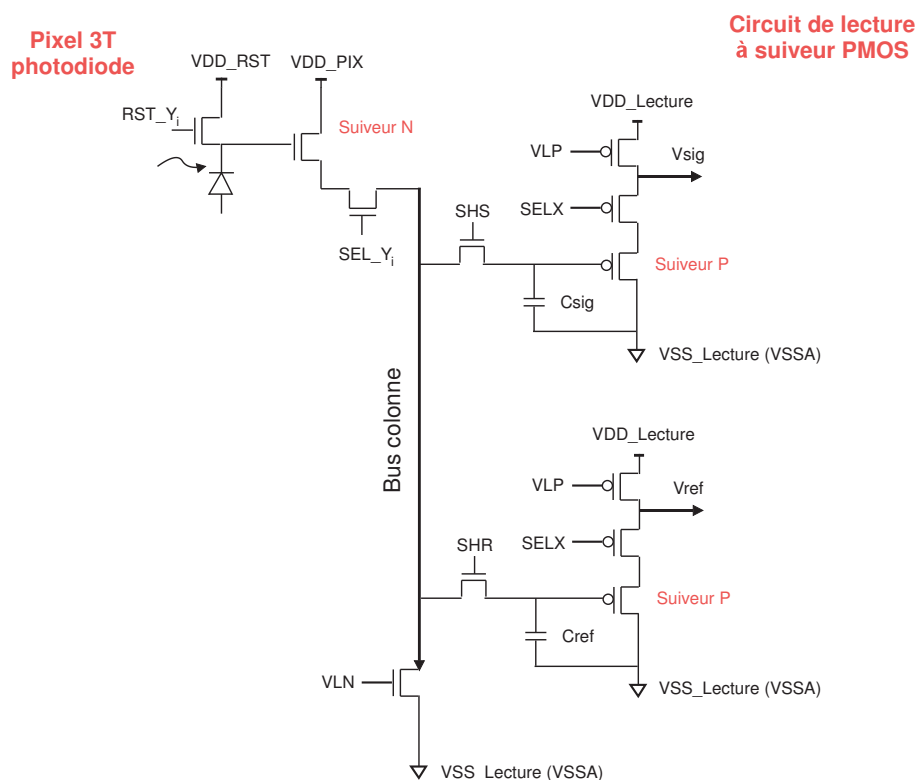 Pixel 3T
photodiode
Circuit de lecture
à suiveur PMOS
VDD_RST
VDD_PIX
RST_Yi
Suiveur N
SEL_Yi
VDD_Lecture
VLP
Vsig
SELX
SHS
Suiveur P
Csig
VSS_Lecture (VSSA)
Bus colonne
VDD_Lecture
VLP
Vref
SELX
SHR
Suiveur P
Cref
VLN
VSS_Lecture (VSSA)
VSS_Lecture (VSSA)